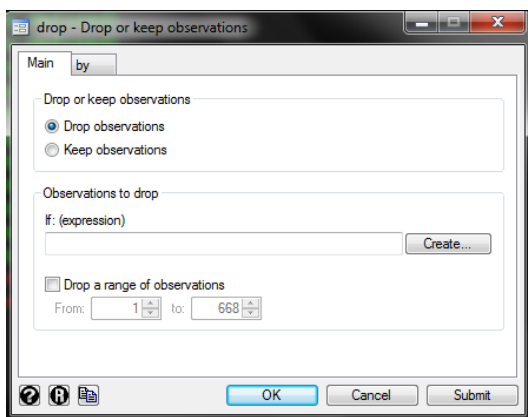 drop - Drop or keep observations
Main by
Drop or keep observations
Drop observations
Keep observations
Observations to drop
If: (expression)
Create...
Drop a range of observations
From: 1 to: 668
? R OK Cancel Submit